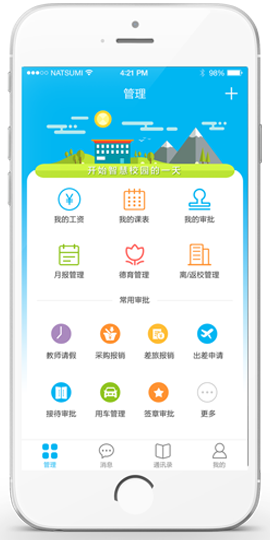 NATSUMI 4:21 PM 98%
管理
开始智慧校园的一天
我的工资 我的课表 我的审批
月报管理 德育管理 离/返校管理
常用审批
教师请假 采购报销 差旅报销 出差申请
接待审批 用车管理 签章审批 更多
管理 消息 通讯录 我的